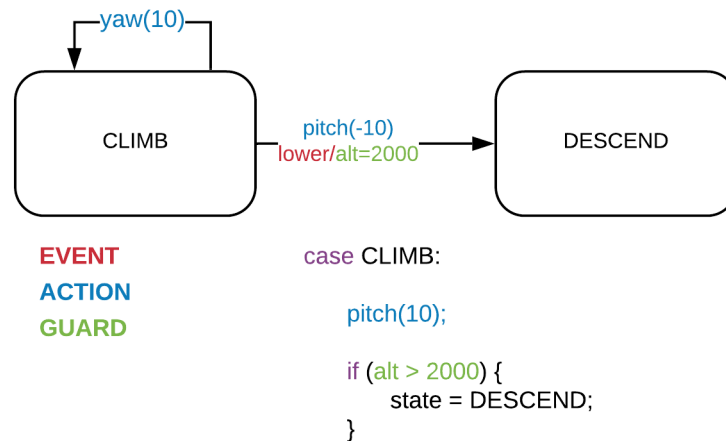 yaw(10)
CLIMB
pitch(-10)
lower/alt=2000
DESCEND
EVENT
ACTION
GUARD
case CLIMB:
pitch(10);
if (alt > 2000) {
state = DESCEND;
}